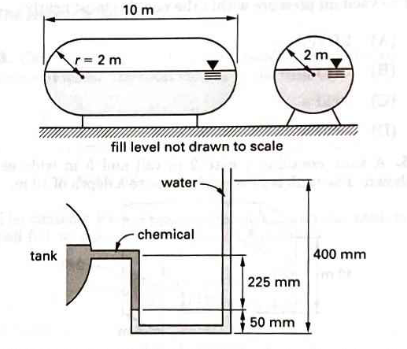 10 m
r = 2 m
2 m
fill level not drawn to scale
water
chemical
tank
400 mm
225 mm
50 mm